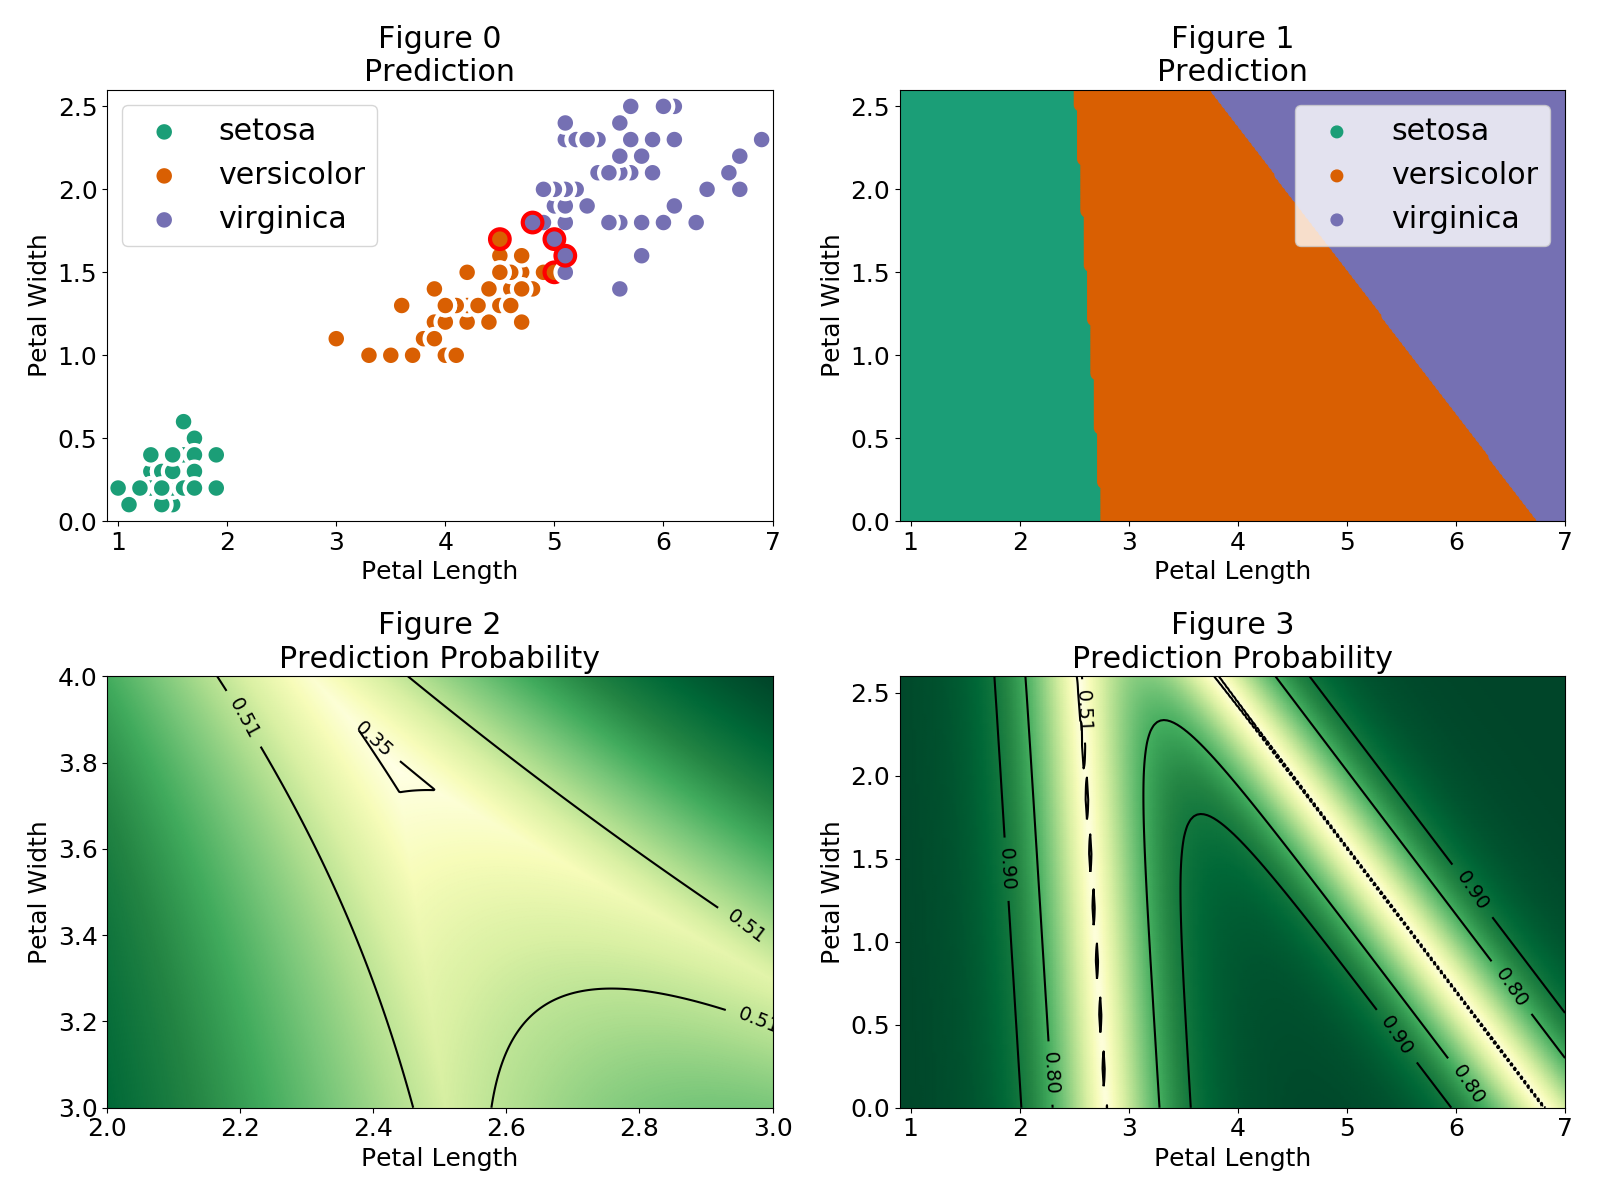 Figure 0
Prediction
setosa
versicolor
virginica
2.5
2.0
1.5
1.0
0.5
0.0
Petal Width
1 2 3 4 5 6 7
Petal Length
Figure 1
Prediction
setosa
versicolor
virginica
2.5
2.0
1.5
1.0
0.5
0.0
Petal Width
1 2 3 4 5 6 7
Petal Length
Figure 2
Prediction Probability
4.0
3.8
3.6
3.4
3.2
3.0
Petal Width
0.51
0.35
0.51
0.51
2.0 2.2 2.4 2.6 2.8 3.0
Petal Length
Figure 3
Prediction Probability
2.5
2.0
1.5
1.0
0.5
0.0
Petal Width
0.51
0.90
0.90
0.80
0.90
0.80
0.80
1 2 3 4 5 6 7
Petal Length